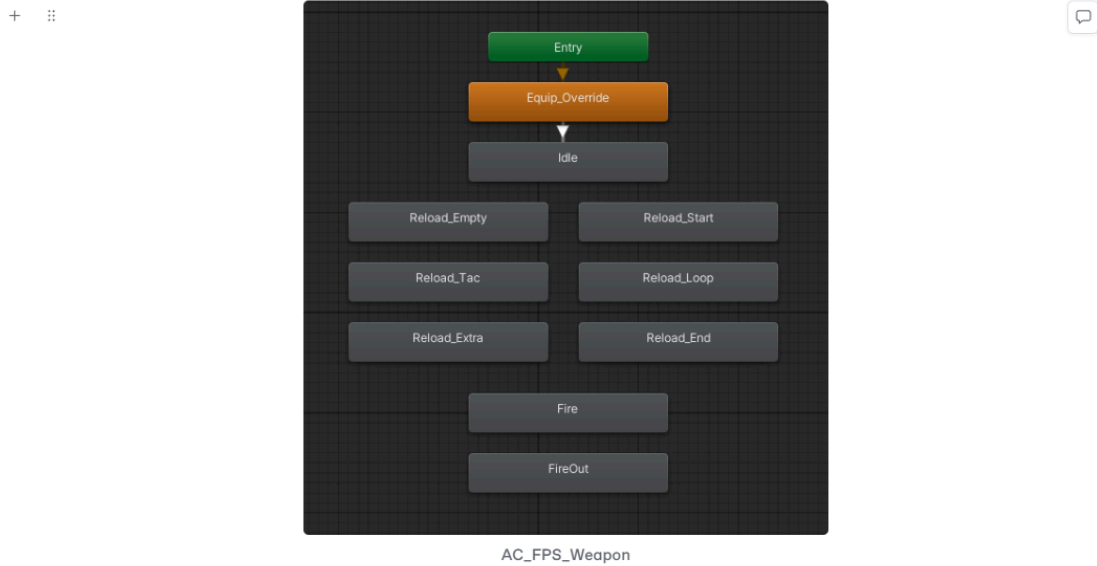 Entry
Equip_Override
Idle
Reload_Empty
Reload_Start
Reload_Tac
Reload_Loop
Reload_Extra
Reload_End
Fire
FireOut
AC_FPS_Weapon